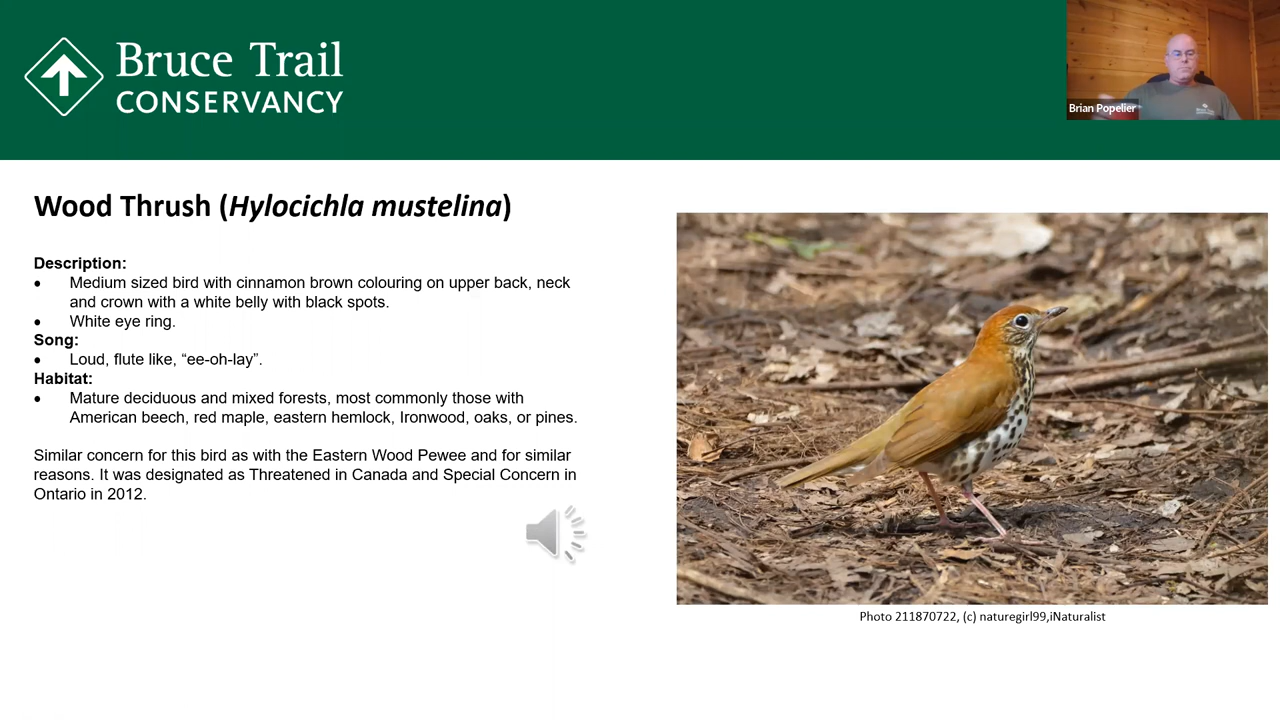 Bruce Trail
CONSERVANCY
Brian Popelier
Wood Thrush (Hylocichla mustelina)
Description:
• Medium sized bird with cinnamon brown colouring on upper back, neck
and crown with a white belly with black spots.
• White eye ring.
Song:
• Loud, flute like, “ee-oh-lay”.
Habitat:
• Mature deciduous and mixed forests, most commonly those with
American beech, red maple, eastern hemlock, Ironwood, oaks, or pines.
Similar concern for this bird as with the Eastern Wood Pewee and for similar
reasons. It was designated as Threatened in Canada and Special Concern in
Ontario in 2012.
Photo 211870722, (c) naturegirl99,iNaturalist